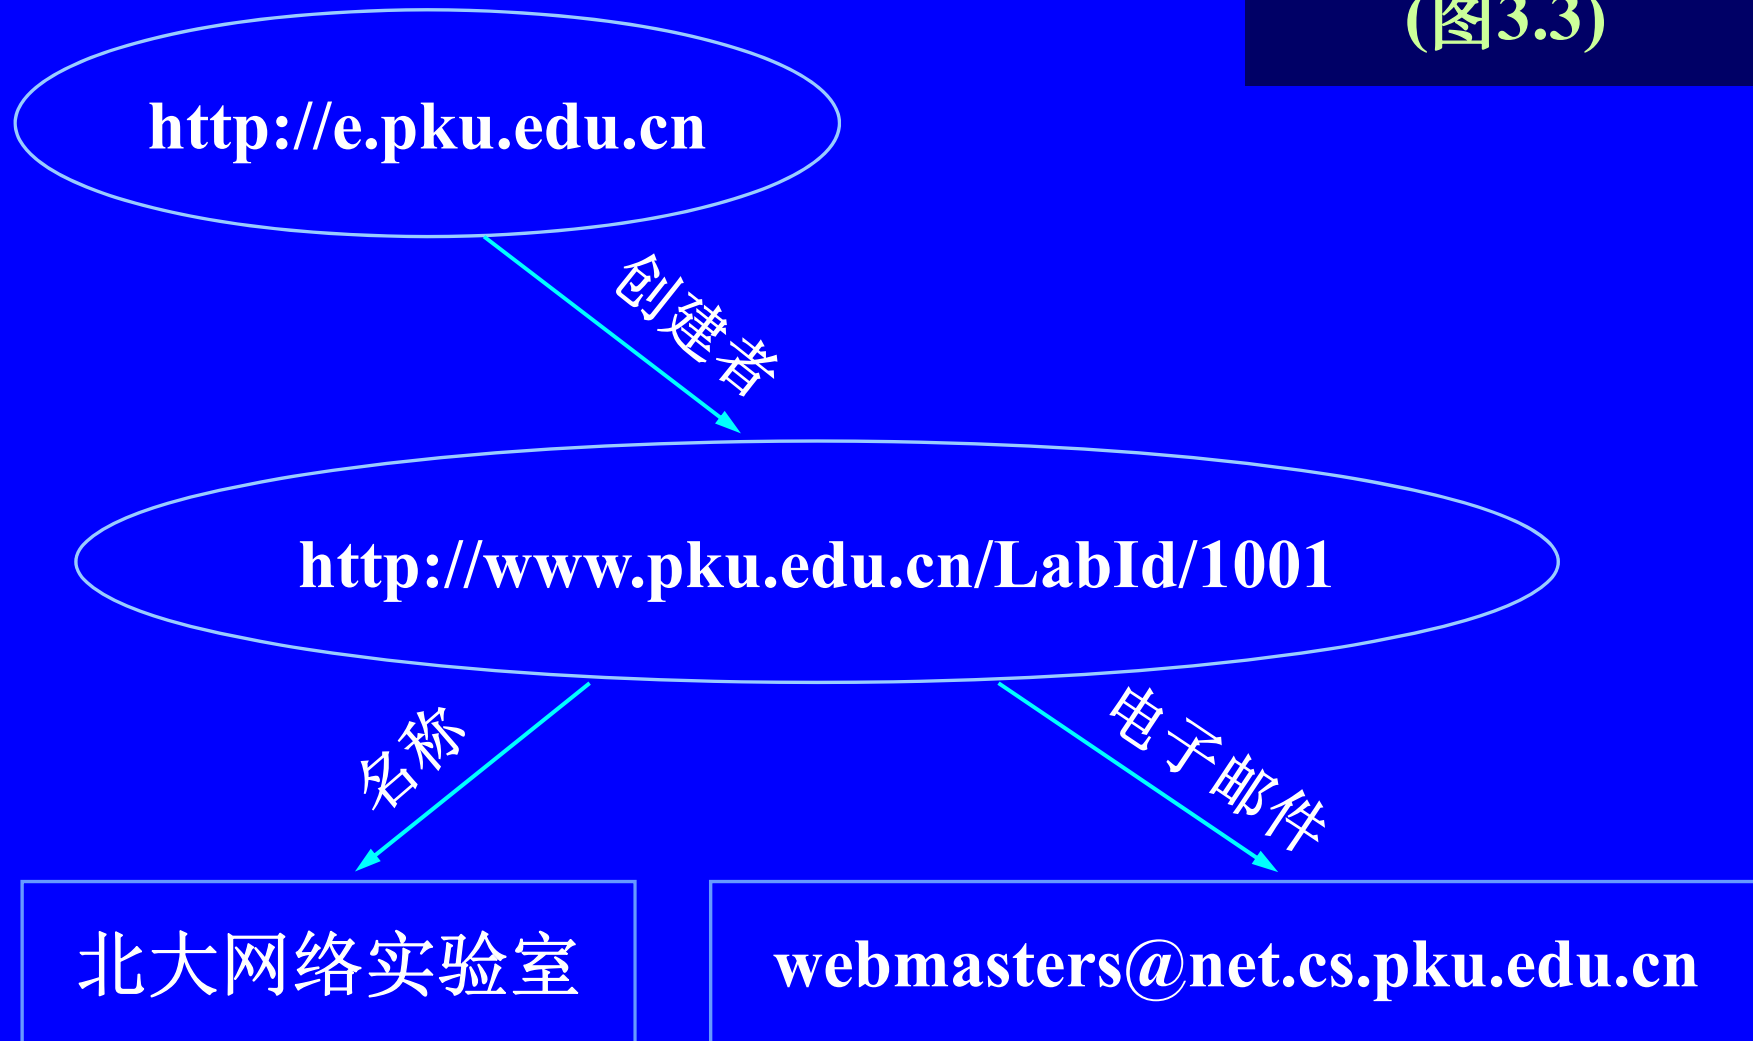 (图3.3)
http://e.pku.edu.cn
创建者
http://www.pku.edu.cn/LabId/1001
名称
电子邮件
北大网络实验室
webmasters@net.cs.pku.edu.cn